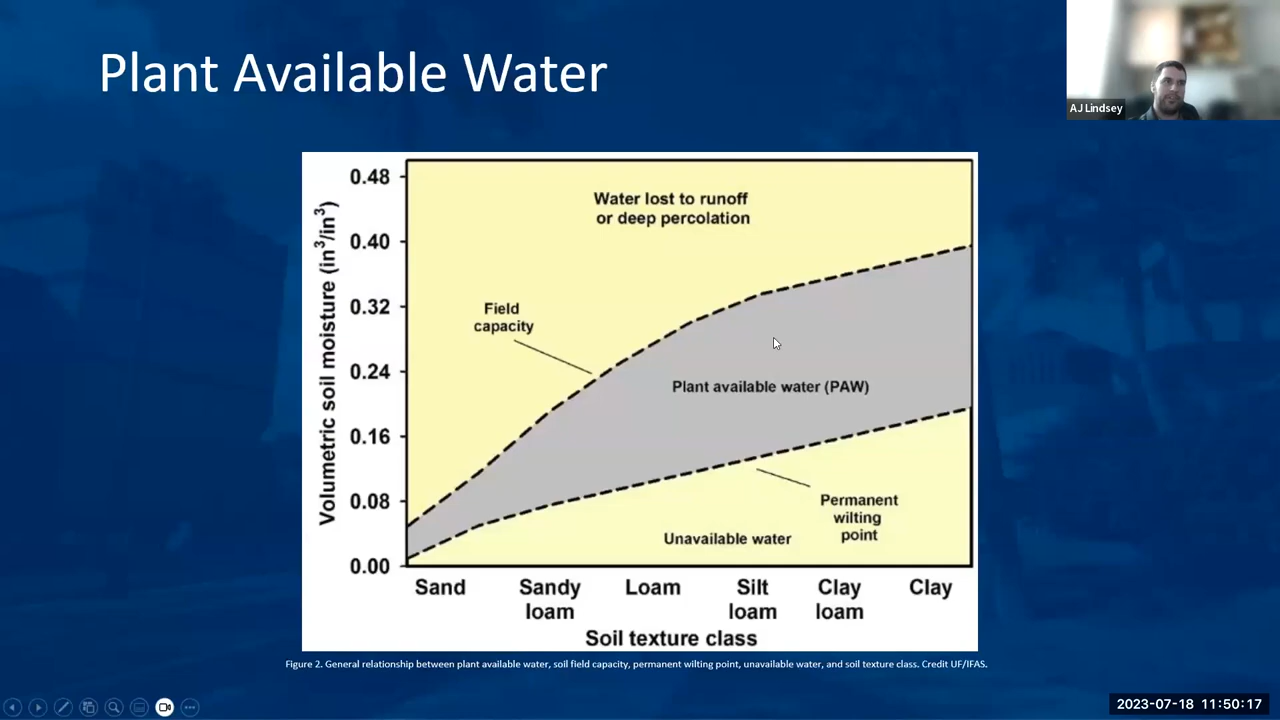 Plant Available Water
AJ Lindsey
0.48
0.40
0.32
0.24
0.16
0.08
0.00
Volumetric soil moisture (in³/in³)
Water lost to runoff
or deep percolation
Field
capacity
Plant available water (PAW)
Permanent
wilting
point
Unavailable water
Sand
Sandy
loam
Loam
Silt
loam
Clay
loam
Clay
Soil texture class
Figure 2. General relationship between plant available water, soil field capacity, permanent wilting point, unavailable water, and soil texture class. Credit UF/IFAS.
2023-07-18 11:50:17